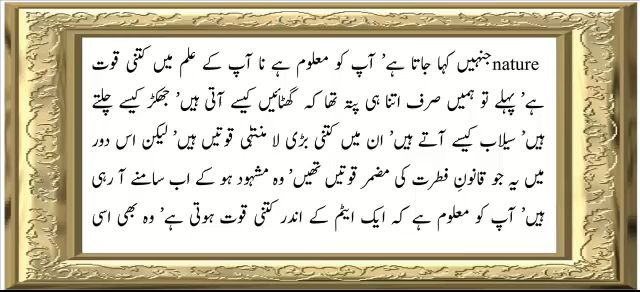 nature جنہیں کہا جاتا ہے’ آپ کو معلوم ہے نا آپ کے علم میں کتنی قوت
ہے’ پہلے تو ہمیں صرف اتنا ہی پتہ تھا کہ گھٹائیں کیسے آتی ہیں’ جھکڑ کیسے چلتے
ہیں’ سیلاب کیسے آتے ہیں’ ان میں کتنی بڑی لا منتہٰی قوتیں ہیں’ لیکن اس دور
میں یہ جو قانونِ فطرت کی مضمر قوتیں تھیں’ وہ مشہود ہو کے اب سامنے آ رہی
ہیں’ آپ کو معلوم ہے کہ ایک ایٹم کے اندر کتنی قوت ہوتی ہے’ وہ بھی اسی